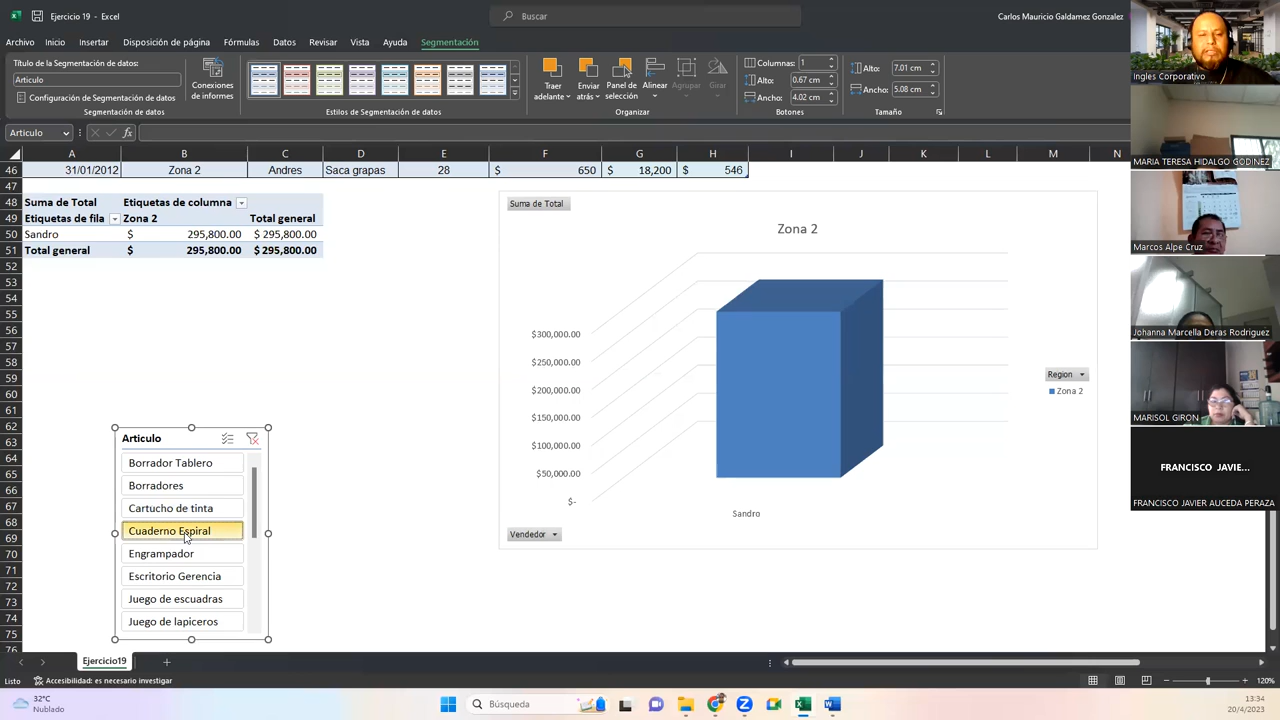 Ejercicio 19 - Excel
Buscar
Carlos Mauricio Galdamez Gonzalez
Archivo Inicio Insertar Disposición de página Fórmulas Datos Revisar Vista Ayuda Segmentación
Título de la Segmentación de datos:
Articulo
Configuración de Segmentación de datos
Segmentación de datos
Conexiones de informes
Estilos de Segmentación de datos
Traer adelante
Enviar atrás
Panel de selección
Alinear
Agrupar
Girar
Organizar
Columnas: 1
Alto: 0.67 cm
Ancho: 4.02 cm
Botones
Alto: 7.01 cm
Ancho: 5.08 cm
Tamaño
Articulo
fx
A B C D E F G H I J K L M N
46 31/01/2012 Zona 2 Andres Saca grapas 28 $ 650 $ 18,200 $ 546
47
48 Suma de Total Etiquetas de columna
49 Etiquetas de fila Zona 2 Total general
50 Sandro $ 295,800.00 $ 295,800.00
51 Total general $ 295,800.00 $ 295,800.00
52
53
54
55
56
57
58
59
60
61
62
63
64
65
66
67
68
69
70
71
72
73
74
75
76
Suma de Total
Zona 2
$300,000.00
$250,000.00
$200,000.00
$150,000.00
$100,000.00
$50,000.00
$-
Sandro
Vendedor
Region
Zona 2
Articulo
Borrador Tablero
Borradores
Cartucho de tinta
Cuaderno Espiral
Engrampador
Escritorio Gerencia
Juego de escuadras
Juego de lapiceros
Ejercicio19
Listo
Accesibilidad: es necesario investigar
120%
32°C
Nublado
Búsqueda
13:34
20/4/2023
Ingles Corporativo
MARIA TERESA HIDALGO GODINEZ
Marcos Alpe Cruz
Johanna Marcella Deras Rodriguez
MARISOL GIRON
FRANCISCO JAVIE...
FRANCISCO JAVIER AUCEDA PERAZA